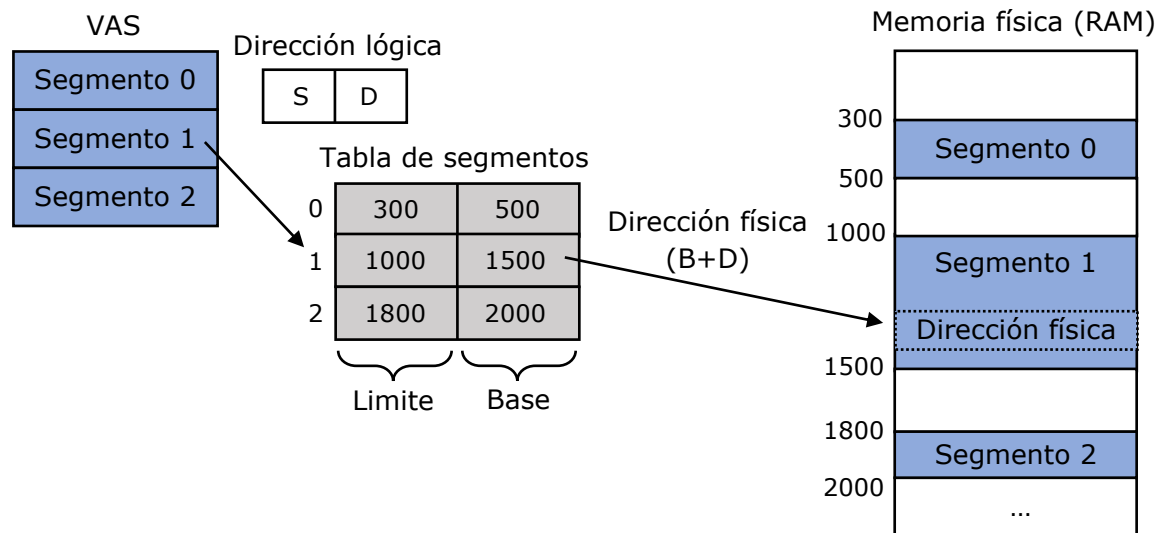 VAS
Segmento 0
Segmento 1
Segmento 2
Dirección lógica
S D
Tabla de segmentos
0 300 500
1 1000 1500
2 1800 2000
Limite Base
Dirección física
(B+D)
Memoria física (RAM)
300
Segmento 0
500
1000
Segmento 1
Dirección física
1500
1800
Segmento 2
2000
...